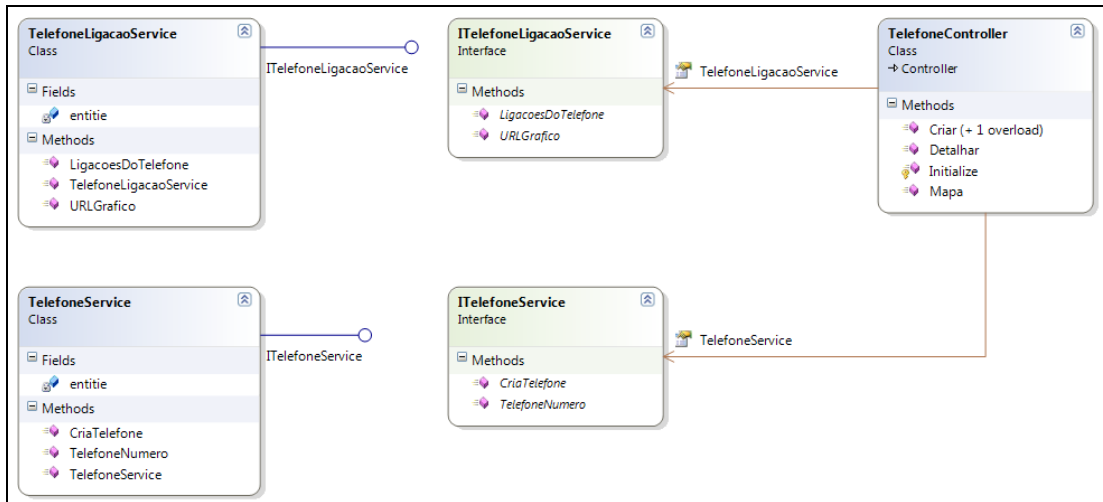 TelefoneLigacaoService
Class
Fields
entitie
Methods
LigacoesDoTelefone
TelefoneLigacaoService
URLGrafico
ITelefoneLigacaoService
ITelefoneLigacaoService
Interface
Methods
LigacoesDoTelefone
URLGrafico
TelefoneLigacaoService
TelefoneController
Class
Controller
Methods
Criar (+ 1 overload)
Detalhar
Initialize
Mapa
TelefoneService
Class
Fields
entitie
Methods
CriaTelefone
TelefoneNumero
TelefoneService
ITelefoneService
ITelefoneService
Interface
Methods
CriaTelefone
TelefoneNumero
TelefoneService